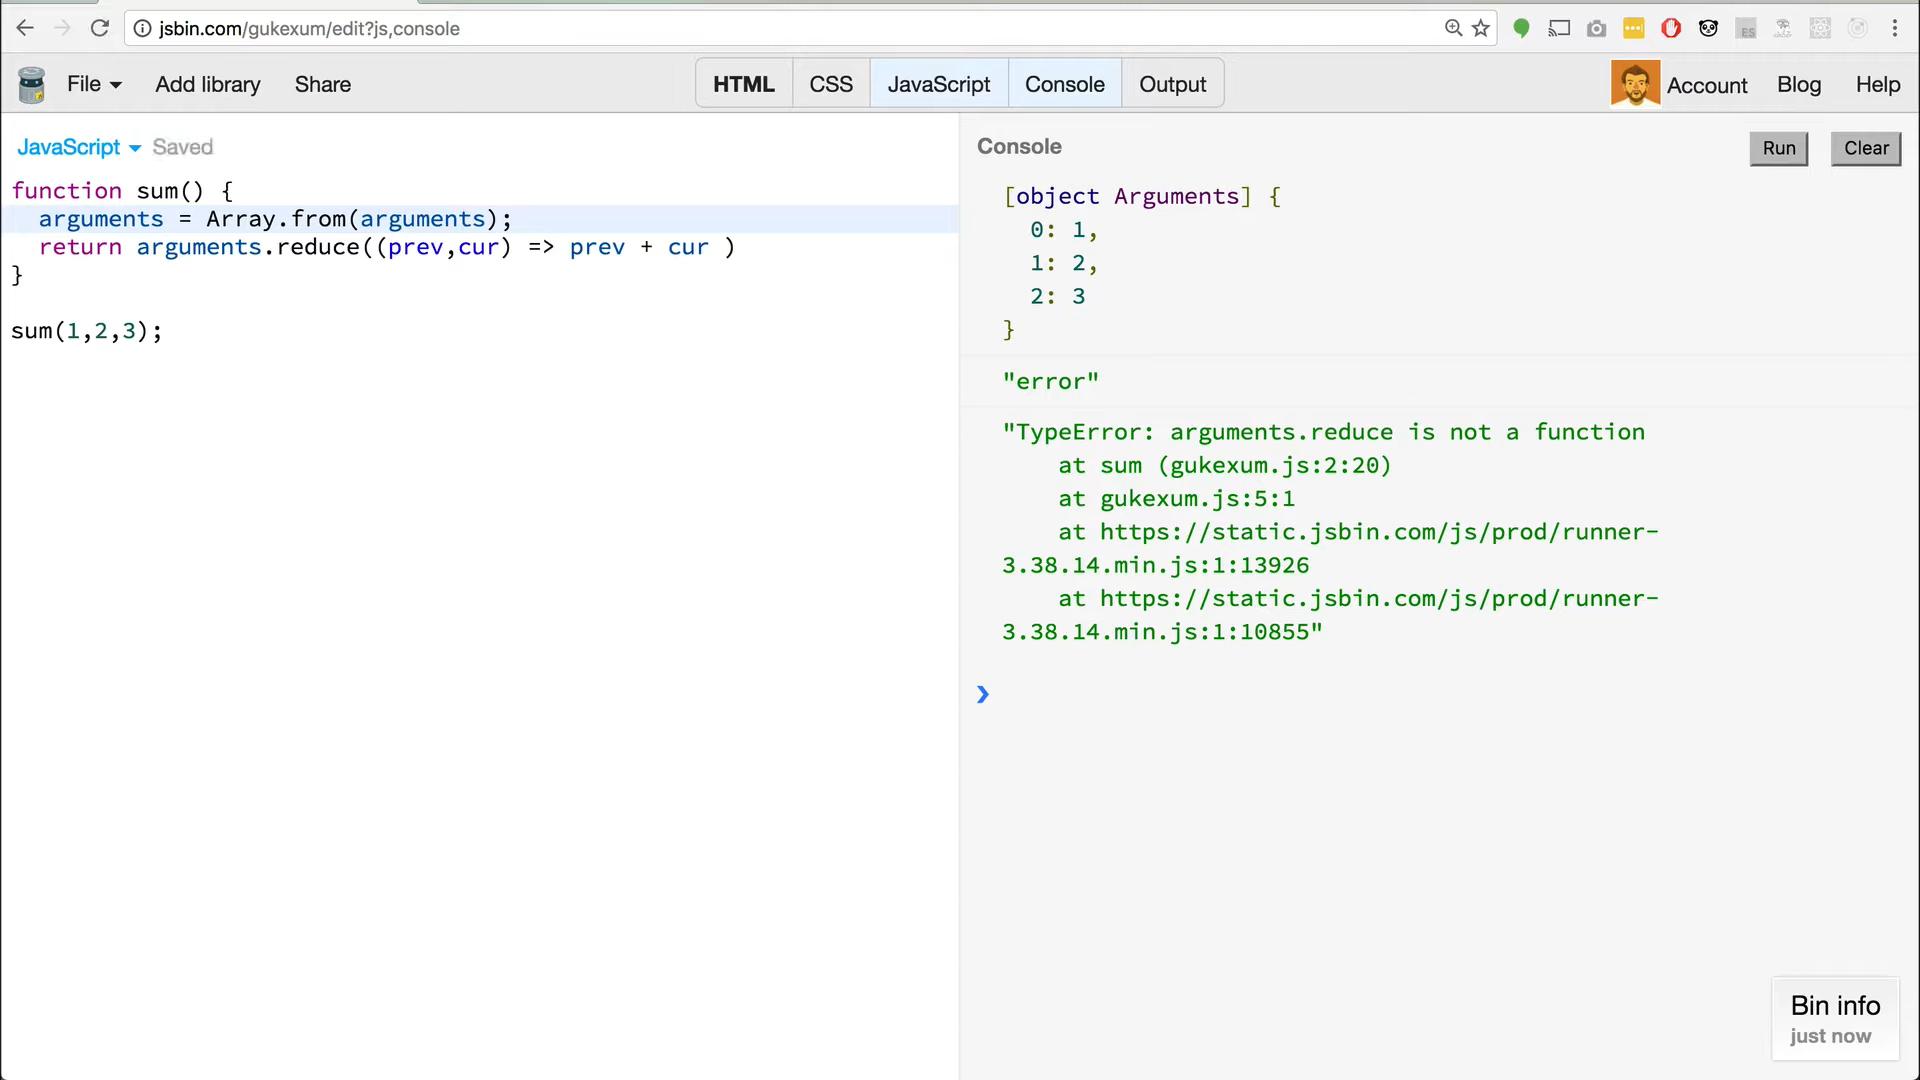 jsbin.com/gukexum/edit?js,console
File
Add library
Share
HTML
CSS
JavaScript
Console
Output
Account
Blog
Help
JavaScript Saved
function sum() {
  arguments = Array.from(arguments);
  return arguments.reduce((prev,cur) => prev + cur )
}
sum(1,2,3);
Console
Run
Clear
[object Arguments] {
  0: 1,
  1: 2,
  2: 3
}
"error"
"TypeError: arguments.reduce is not a function
    at sum (gukexum.js:2:20)
    at gukexum.js:5:1
    at https://static.jsbin.com/js/prod/runner-
3.38.14.min.js:1:13926
    at https://static.jsbin.com/js/prod/runner-
3.38.14.min.js:1:10855"
❯
Bin info
just now